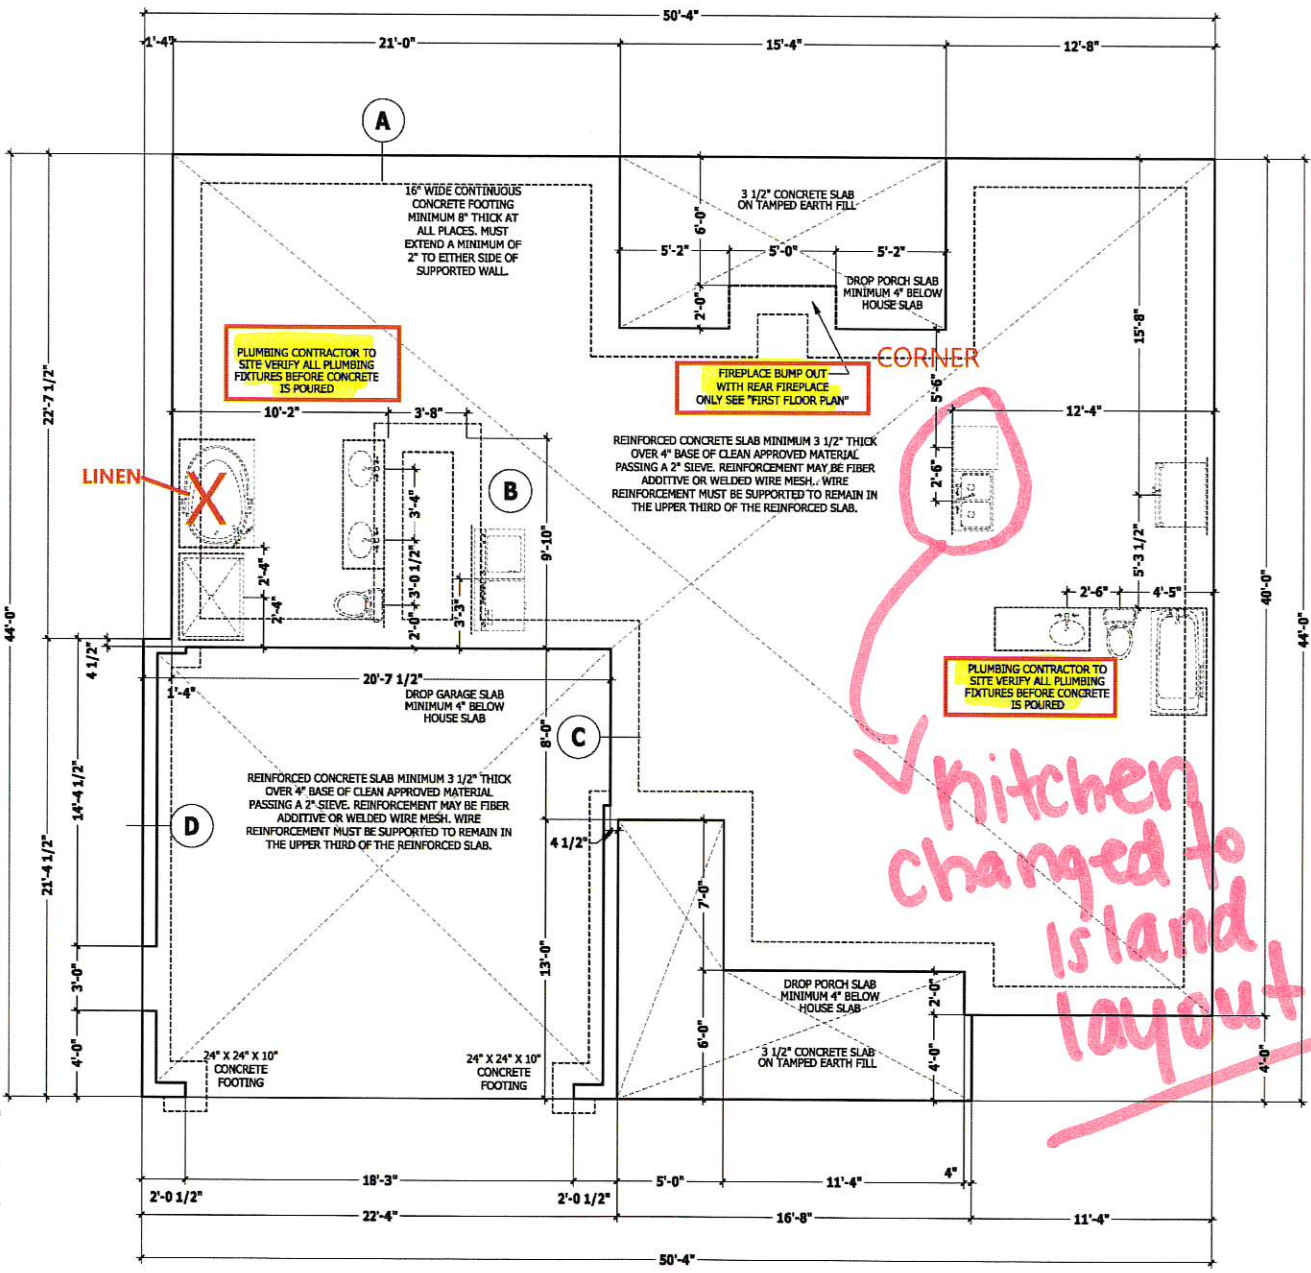 50'-4"
1'-4"
21'-0"
15'-4"
12'-8"
A
16" WIDE CONTINUOUS
CONCRETE FOOTING
MINIMUM 8" THICK AT
ALL PLACES. MUST
EXTEND A MINIMUM OF
2" TO EITHER SIDE OF
SUPPORTED WALL.
3 1/2" CONCRETE SLAB
ON TAMPED EARTH FILL
6'-0"
5'-2"
5'-0"
5'-2"
DROP PORCH SLAB
MINIMUM 4" BELOW
HOUSE SLAB
2'-0"
15'-8"
PLUMBING CONTRACTOR TO
SITE VERIFY ALL PLUMBING
FIXTURES BEFORE CONCRETE
IS POURED
CORNER
FIREPLACE BUMP OUT
WITH REAR FIREPLACE
ONLY SEE "FIRST FLOOR PLAN"
5'-6"
22'-7 1/2"
10'-2"
3'-8"
12'-4"
REINFORCED CONCRETE SLAB MINIMUM 3 1/2" THICK
OVER 4" BASE OF CLEAN APPROVED MATERIAL
PASSING A 2" SIEVE. REINFORCEMENT MAY BE FIBER
ADDITIVE OR WELDED WIRE MESH. WIRE
REINFORCEMENT MUST BE SUPPORTED TO REMAIN IN
THE UPPER THIRD OF THE REINFORCED SLAB.
LINEN
X
B
2'-6"
3'-4"
9'-10"
5'-3 1/2"
2'-4"
3'-0 1/2"
2'-4"
2'-0"
3'-3"
2'-6"
4'-5"
44'-0"
40'-0"
44'-0"
4 1/2"
PLUMBING CONTRACTOR TO
SITE VERIFY ALL PLUMBING
FIXTURES BEFORE CONCRETE
IS POURED
1'-4"
20'-7 1/2"
DROP GARAGE SLAB
MINIMUM 4" BELOW
HOUSE SLAB
8'-0"
C
REINFORCED CONCRETE SLAB MINIMUM 3 1/2" THICK
OVER 4" BASE OF CLEAN APPROVED MATERIAL
PASSING A 2" SIEVE. REINFORCEMENT MAY BE FIBER
ADDITIVE OR WELDED WIRE MESH. WIRE
REINFORCEMENT MUST BE SUPPORTED TO REMAIN IN
THE UPPER THIRD OF THE REINFORCED SLAB.
14'-4 1/2"
D
4 1/2"
21'-4 1/2"
7'-0"
Kitchen
changed to
Island
layout
13'-0"
3'-0"
DROP PORCH SLAB
MINIMUM 4" BELOW
HOUSE SLAB
2'-0"
6'-0"
4'-0"
24" X 24" X 10"
CONCRETE
FOOTING
24" X 24" X 10"
CONCRETE
FOOTING
3 1/2" CONCRETE SLAB
ON TAMPED EARTH FILL
4'-0"
4'-0"
18'-3"
5'-0"
11'-4"
4"
2'-0 1/2"
2'-0 1/2"
22'-4"
16'-8"
11'-4"
50'-4"